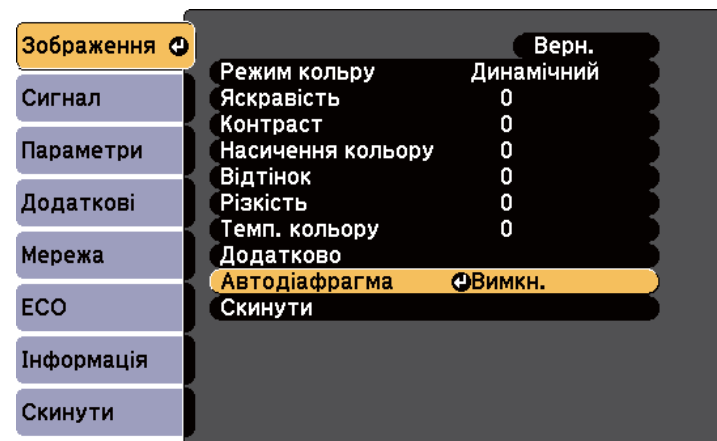 Зображення
Сигнал
Параметри
Додаткові
Мережа
ECO
Інформація
Скинути
Верн.
Режим кольру Динамічний
Яскравість 0
Контраст 0
Насичення кольору 0
Відтінок 0
Різкість 0
Темп. кольору 0
Додатково
Автодіафрагма Вимкн.
Скинути